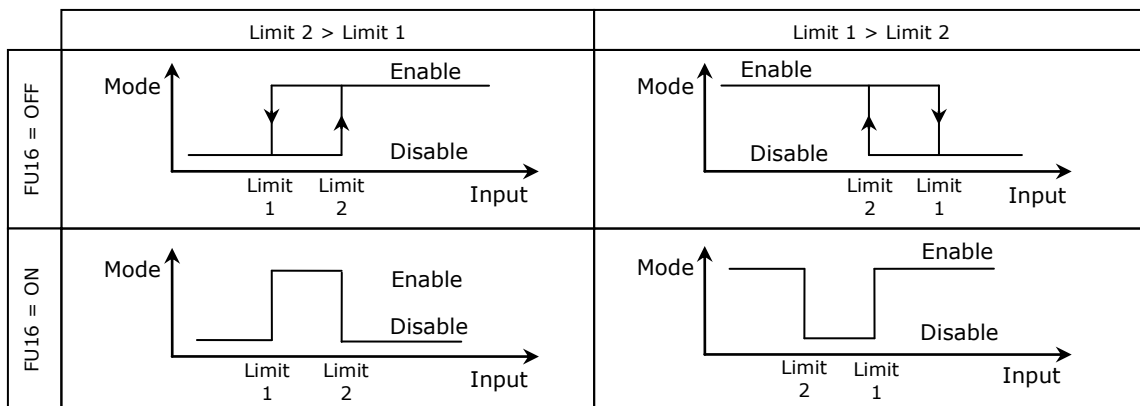 Limit 2 > Limit 1
Limit 1 > Limit 2
FU16 = OFF
Mode
Enable
Disable
Limit
1
Limit
2
Input
Mode
Enable
Disable
Limit
2
Limit
1
Input
FU16 = ON
Mode
Enable
Disable
Limit
1
Limit
2
Input
Mode
Enable
Disable
Limit
2
Limit
1
Input